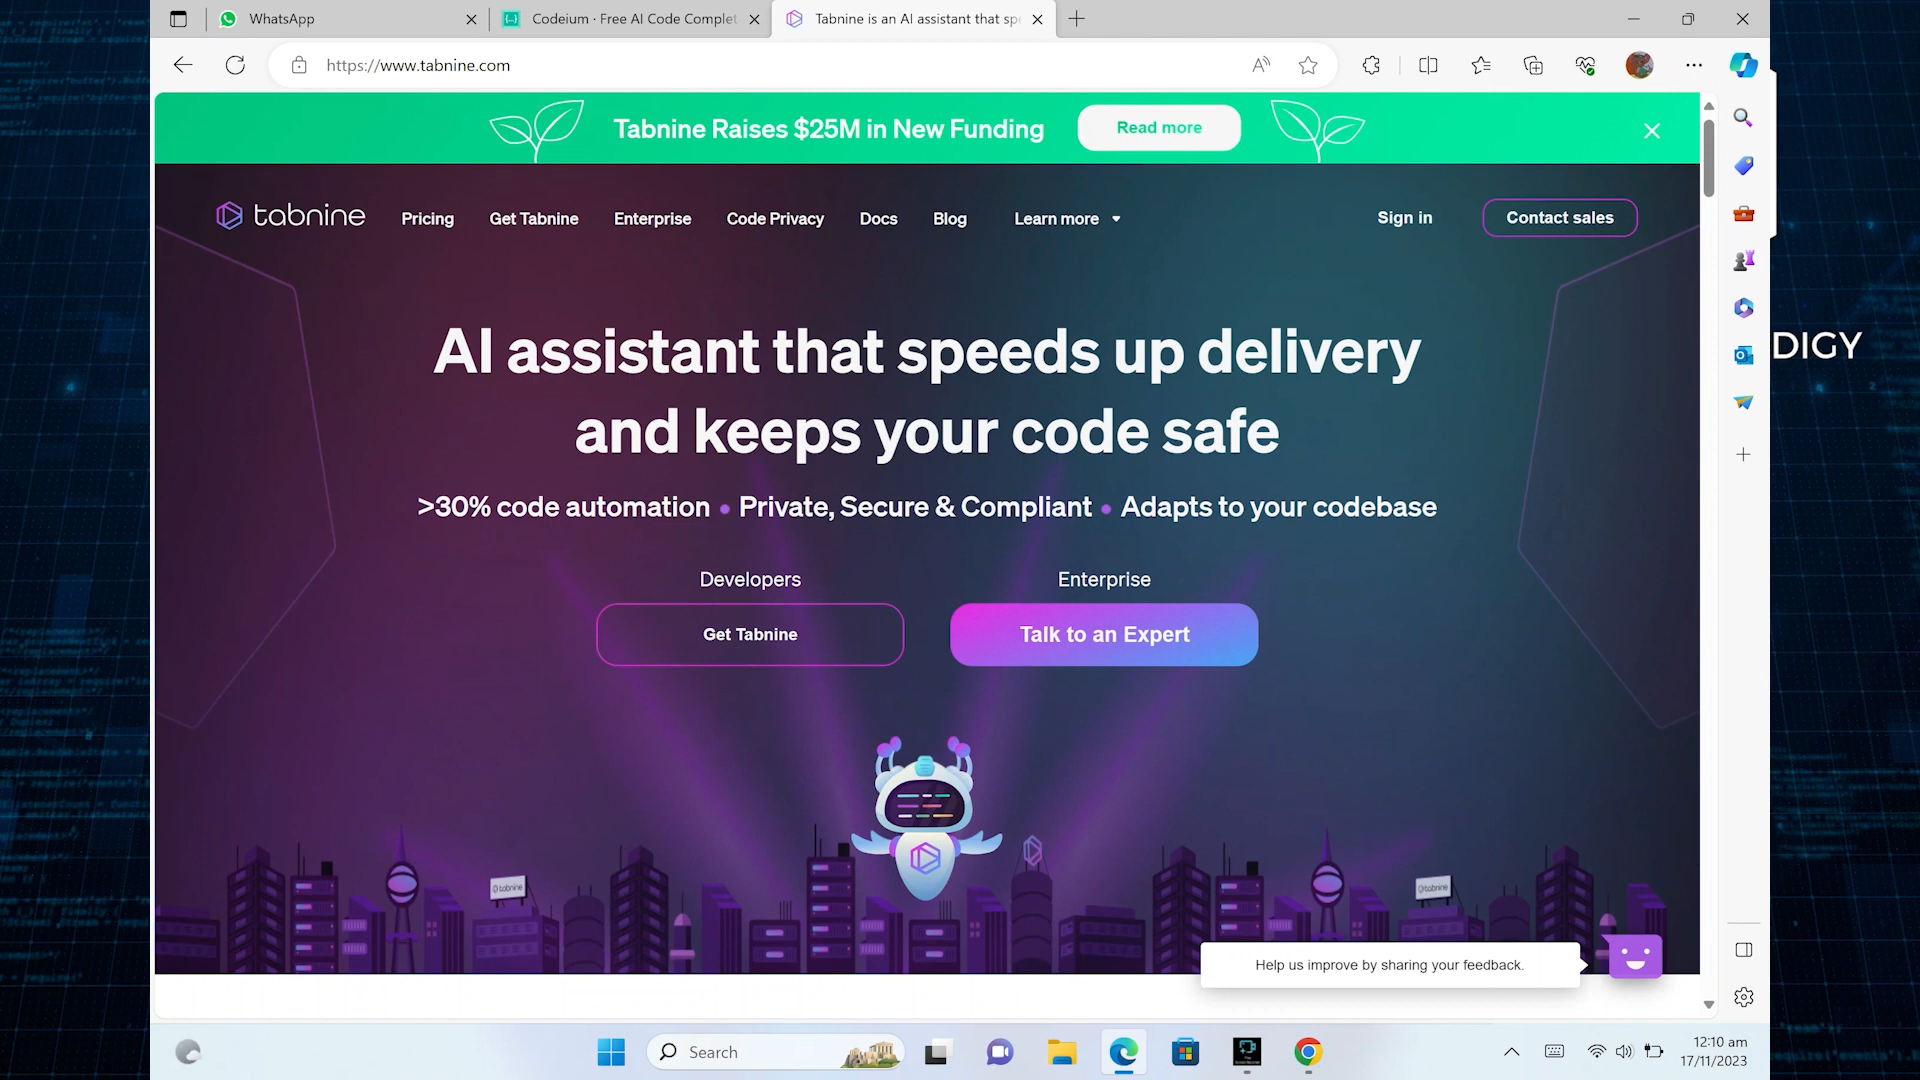 WhatsApp
Codeium · Free AI Code Complet
Tabnine is an AI assistant that sp
https://www.tabnine.com
Tabnine Raises $25M in New Funding
Read more
tabnine
Pricing
Get Tabnine
Enterprise
Code Privacy
Docs
Blog
Learn more
Sign in
Contact sales
AI assistant that speeds up delivery
and keeps your code safe
>30% code automation • Private, Secure & Compliant • Adapts to your codebase
Developers
Enterprise
Get Tabnine
Talk to an Expert
DIGY
tabnine
tabnine
Help us improve by sharing your feedback.
Search
12:10 am
17/11/2023